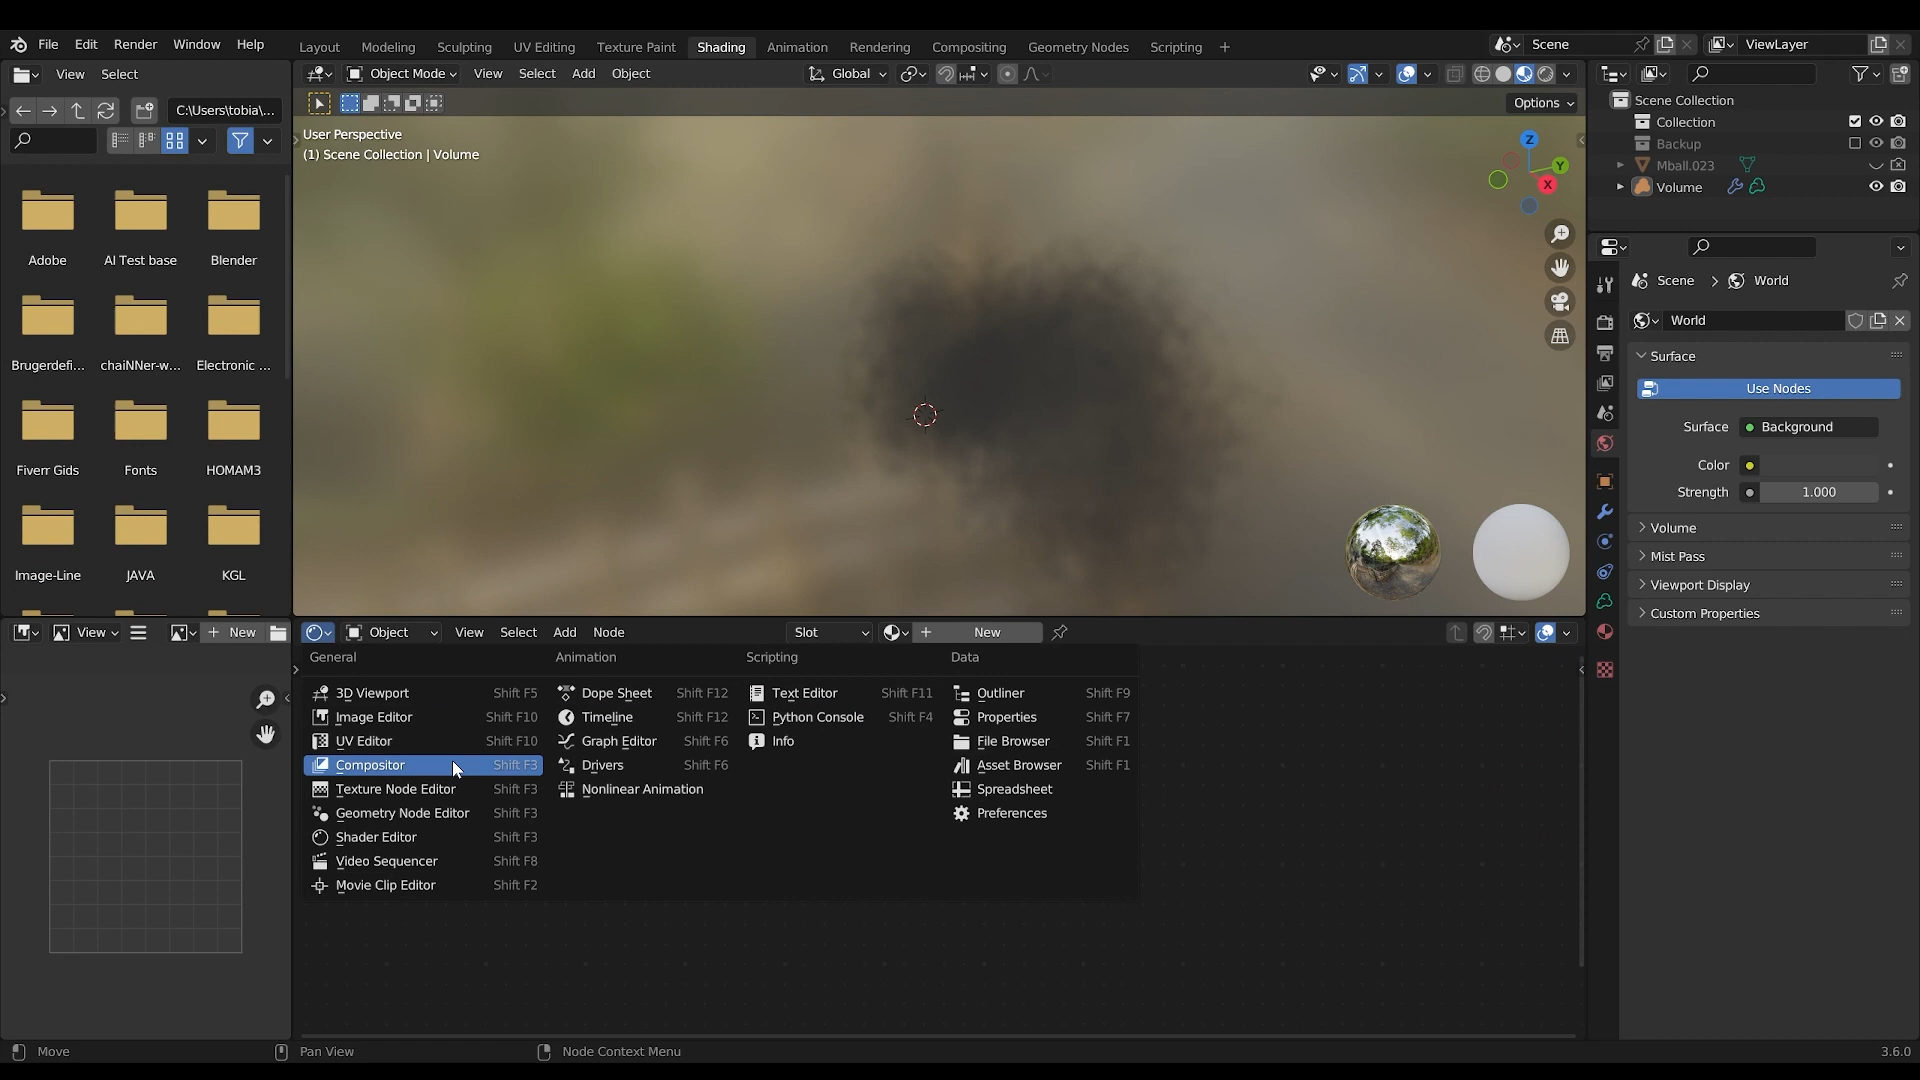 File Edit Render Window Help Layout Modeling Sculpting UV Editing Texture Paint Shading Animation Rendering Compositing Geometry Nodes Scripting + Scene ViewLayer
View Select
Object Mode View Select Add Object Global
C:\Users\tobia\...
Options
User Perspective
(1) Scene Collection | Volume
Z
Y
X
Adobe AI Test base Blender
Brugerdefi... chaiNNer-w... Electronic ...
Fiverr Gids Fonts HOMAM3
Image-Line JAVA KGL
Scene Collection
Collection
Backup
Mball.023
Volume
Scene > World
World
Surface
Use Nodes
Surface Background
Color
Strength 1.000
Volume
Mist Pass
Viewport Display
Custom Properties
View + New
Object View Select Add Node Slot + New
General Animation Scripting Data
3D Viewport Shift F5 Dope Sheet Shift F12 Text Editor Shift F11 Outliner Shift F9
Image Editor Shift F10 Timeline Shift F12 Python Console Shift F4 Properties Shift F7
UV Editor Shift F10 Graph Editor Shift F6 Info File Browser Shift F1
Compositor Shift F3 Drivers Shift F6 Asset Browser Shift F1
Texture Node Editor Shift F3 Nonlinear Animation Spreadsheet
Geometry Node Editor Shift F3 Preferences
Shader Editor Shift F3
Video Sequencer Shift F8
Movie Clip Editor Shift F2
Move Pan View Node Context Menu 3.6.0